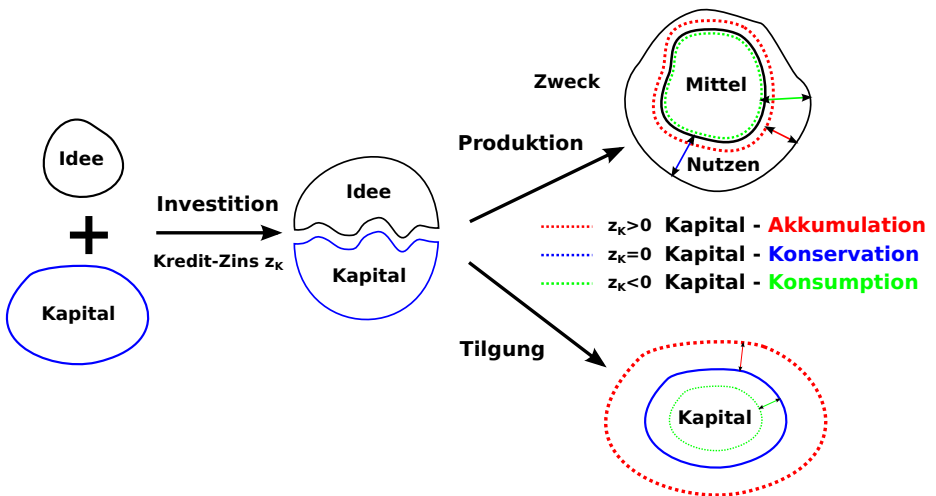 Idee
+
Kapital
Investition
Kredit-Zins z_K
Idee
Kapital
Produktion
Tilgung
Zweck
Mittel
Nutzen
z_K>0 Kapital - Akkumulation
z_K=0 Kapital - Konservation
z_K<0 Kapital - Konsumption
Kapital